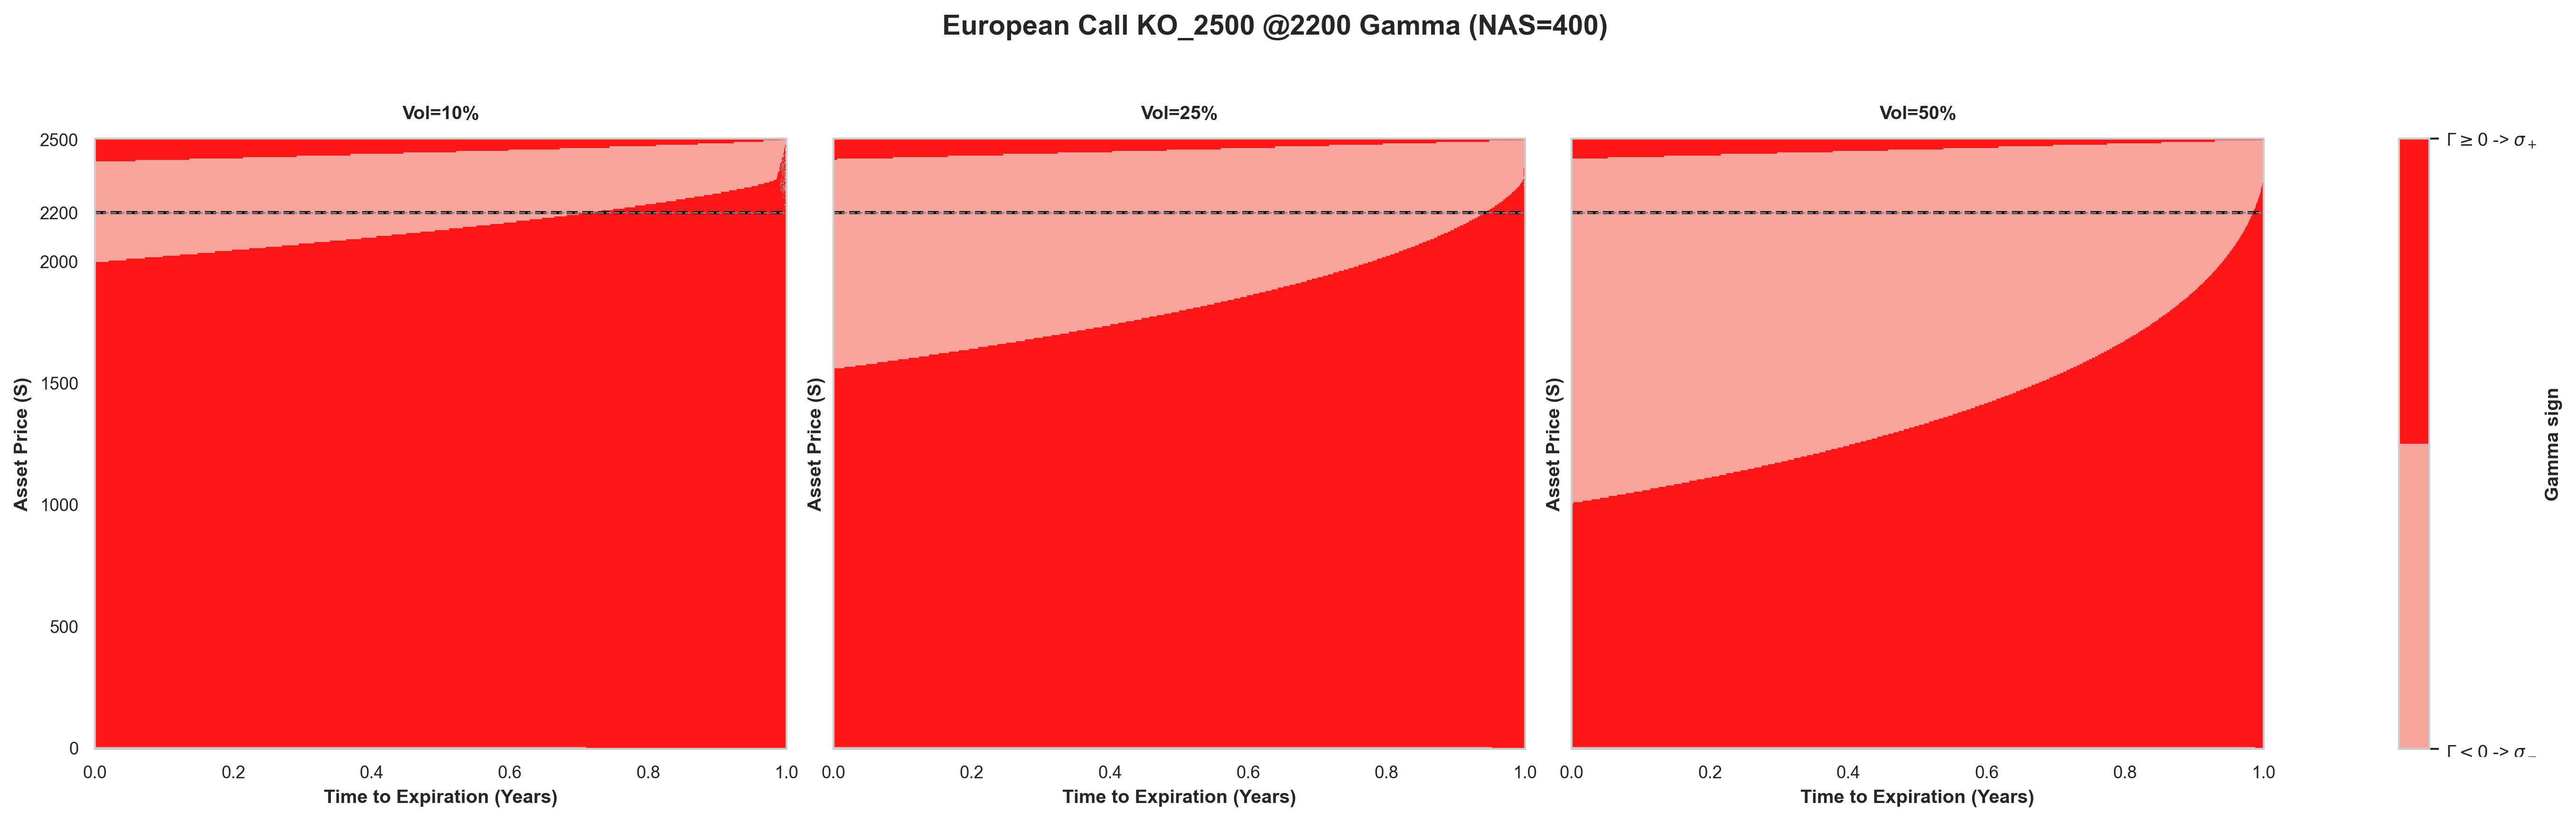 European Call KO_2500 @2200 Gamma (NAS=400)
Vol=10%
Vol=25%
Vol=50%
2500
2200
2000
1500
1000
500
0
Asset Price (S)
0.0 0.2 0.4 0.6 0.8 1.0
Time to Expiration (Years)
Asset Price (S)
0.0 0.2 0.4 0.6 0.8 1.0
Time to Expiration (Years)
Asset Price (S)
0.0 0.2 0.4 0.6 0.8 1.0
Time to Expiration (Years)
Γ ≥ 0 -> σ₊
Γ < 0 -> σ₋
Gamma sign